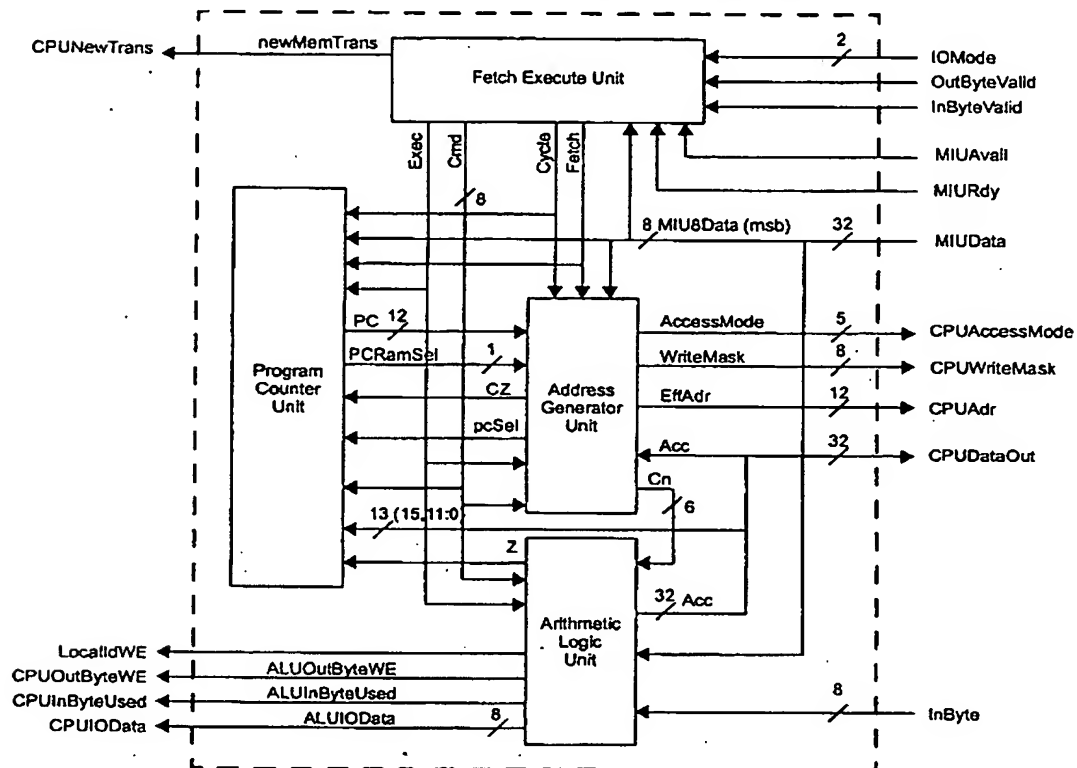 CPUNewTrans
newMemTrans
Fetch Execute Unit
2
IOMode
OutByteValid
InByteValid
MIUAvail
MIURdy
Exec
Cmd
Cycle
Fetch
8
8 MIU8Data (msb)
32
MIUData
PC
12
PCRamSel
1
CZ
pcSel
Program
Counter
Unit
Address
Generator
Unit
AccessMode
5
CPUAccessMode
WriteMask
8
CPUWriteMask
EffAdr
12
CPUAdr
Acc
32
CPUDataOut
Cn
6
13 (15,11:0)
Z
32 Acc
Arithmetic
Logic
Unit
LocalIdWE
CPUOutByteWE
ALUOutByteWE
CPUInByteUsed
ALUInByteUsed
CPUIOData
ALUIOData
8
8
InByte